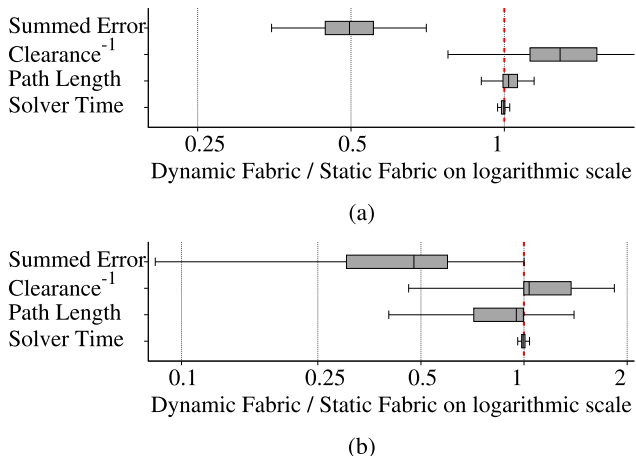 Summed Error
Clearance-1
Path Length
Solver Time
0.25 0.5 1
Dynamic Fabric / Static Fabric on logarithmic scale
(a)
Summed Error
Clearance-1
Path Length
Solver Time
0.1 0.25 0.5 1 2
Dynamic Fabric / Static Fabric on logarithmic scale
(b)